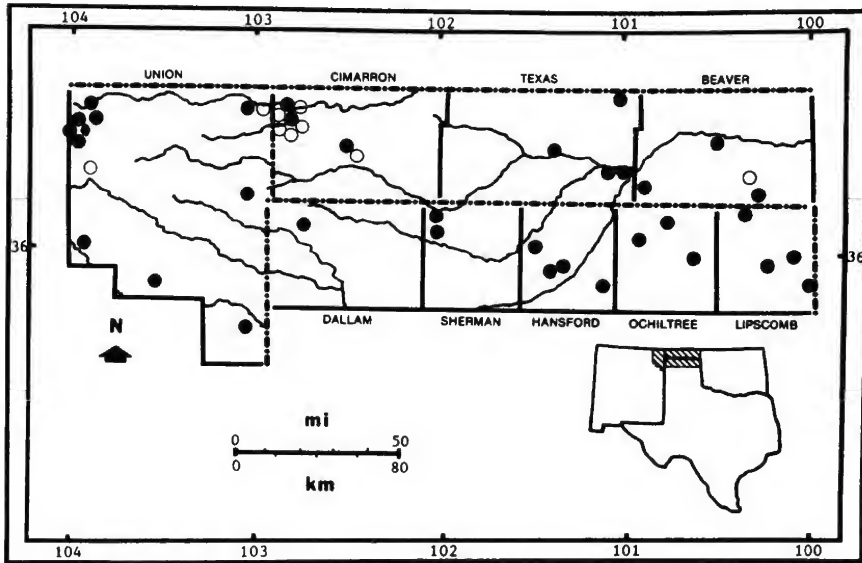 104 103 102 101 100
UNION CIMARRON TEXAS BEAVER
36 36
DALLAM SHERMAN HANSFORD OCHILTREE LIPSCOMB
N
mi
0 50
0 80
km
104 103 102 101 100